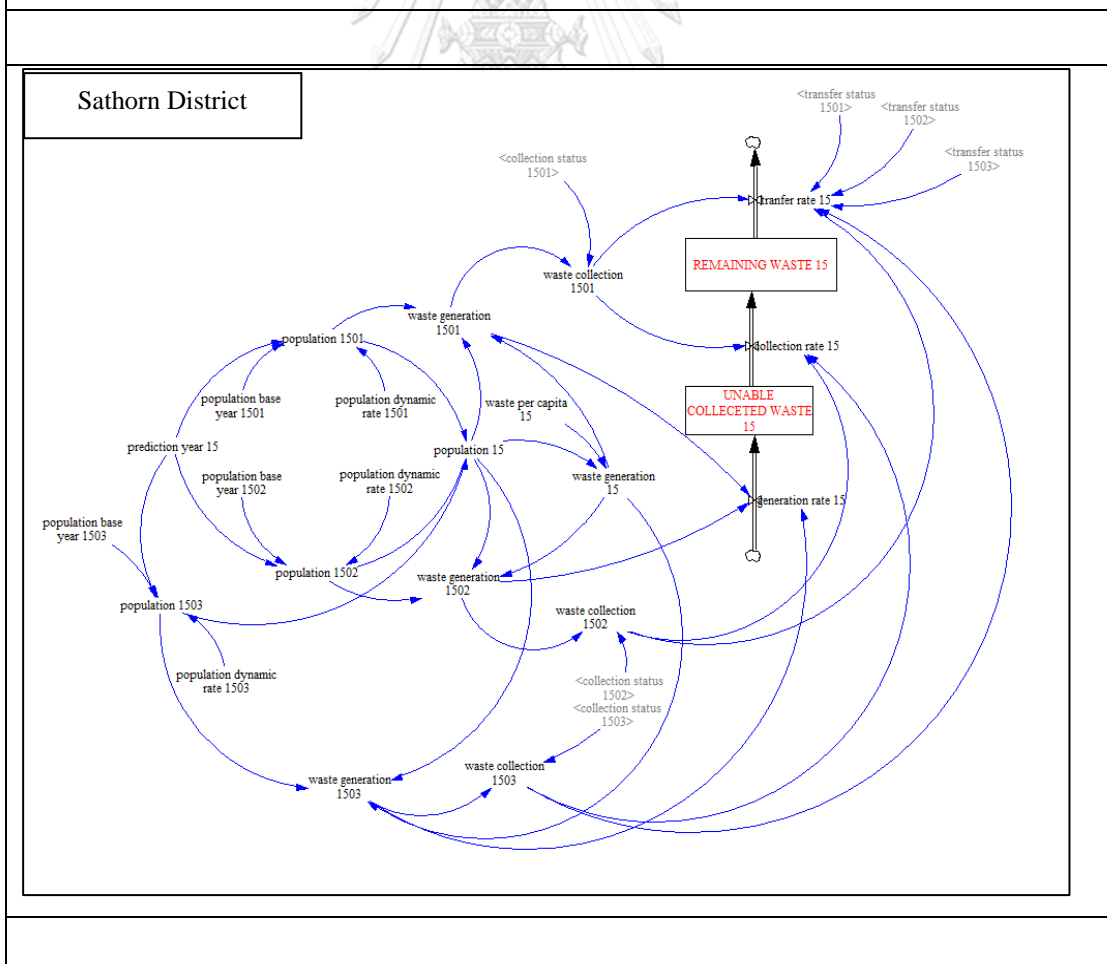 Sathorn District
<transfer status
1501>
<transfer status
1502>
<transfer status
1503>
<collection status
1501>
tranfer rate 15
REMAINING WASTE 15
waste collection
1501
waste generation
1501
population 1501
collection rate 15
population base
year 1501
population dynamic
rate 1501
waste per capita
15
UNABLE
COLLECETED WASTE
15
prediction year 15
population 15
population base
year 1502
population dynamic
rate 1502
waste generation
15
generation rate 15
population base
year 1503
population 1502
waste generation
1502
population 1503
waste collection
1502
population dynamic
rate 1503
<collection status
1502>
<collection status
1503>
waste generation
1503
waste collection
1503